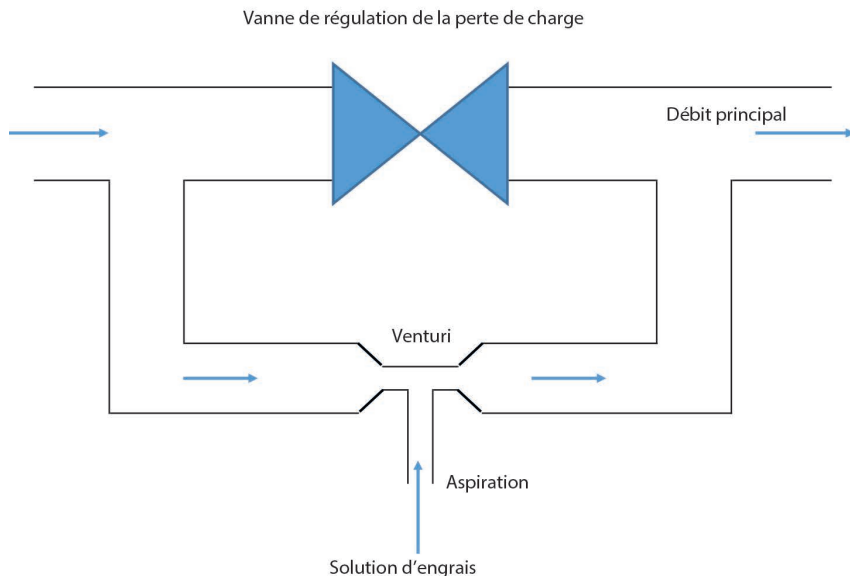 Vanne de régulation de la perte de charge
Débit principal
Venturi
Aspiration
Solution d’engrais